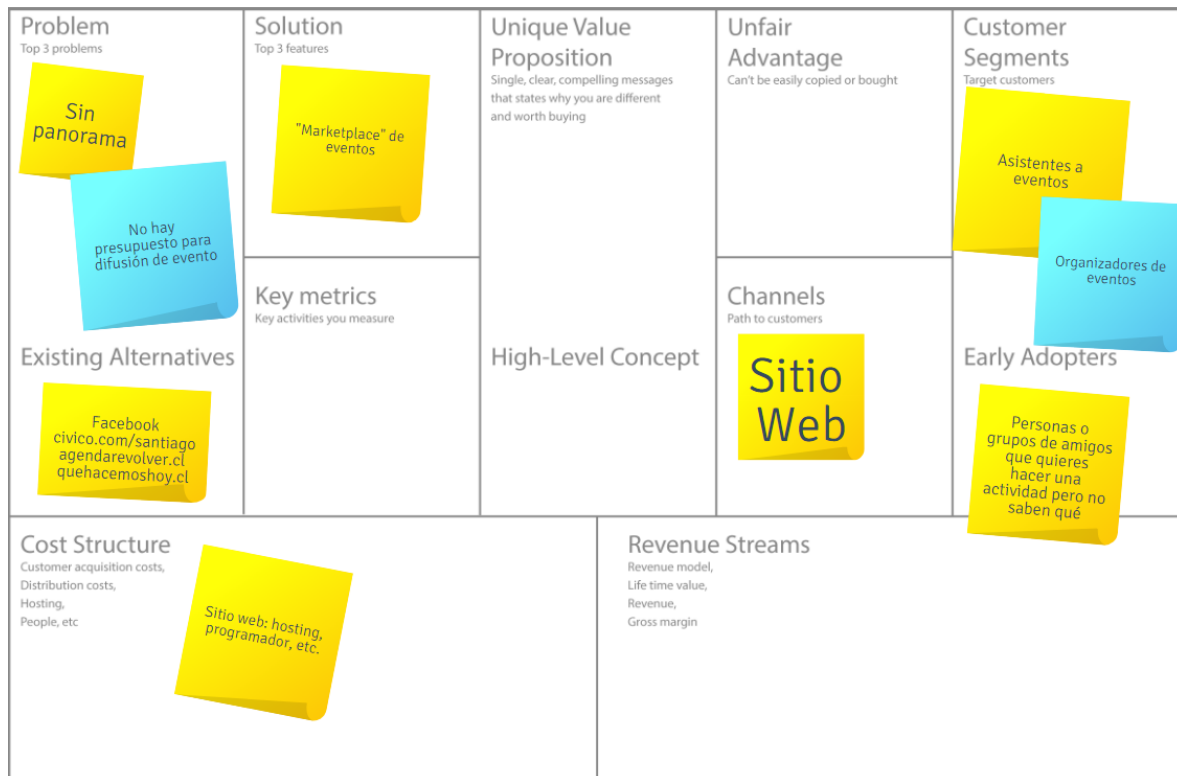 Problem
Top 3 problems
Sin
panorama
No hay
presupuesto para
difusión de evento
Existing Alternatives
Facebook
civico.com/santiago
agendarevolver.cl
quehacemoshoy.cl
Solution
Top 3 features
"Marketplace" de
eventos
Key metrics
Key activities you measure
Unique Value
Proposition
Single, clear, compelling messages
that states why you are different
and worth buying
High-Level Concept
Unfair
Advantage
Can't be easily copied or bought
Channels
Path to customers
Sitio
Web
Customer
Segments
Target customers
Asistentes a
eventos
Organizadores de
eventos
Early Adopters
Personas o
grupos de amigos
que quieres
hacer una
actividad pero no
saben qué
Cost Structure
Customer acquisition costs,
Distribution costs,
Hosting,
People, etc
Sitio web: hosting,
programador, etc.
Revenue Streams
Revenue model,
Life time value,
Revenue,
Gross margin